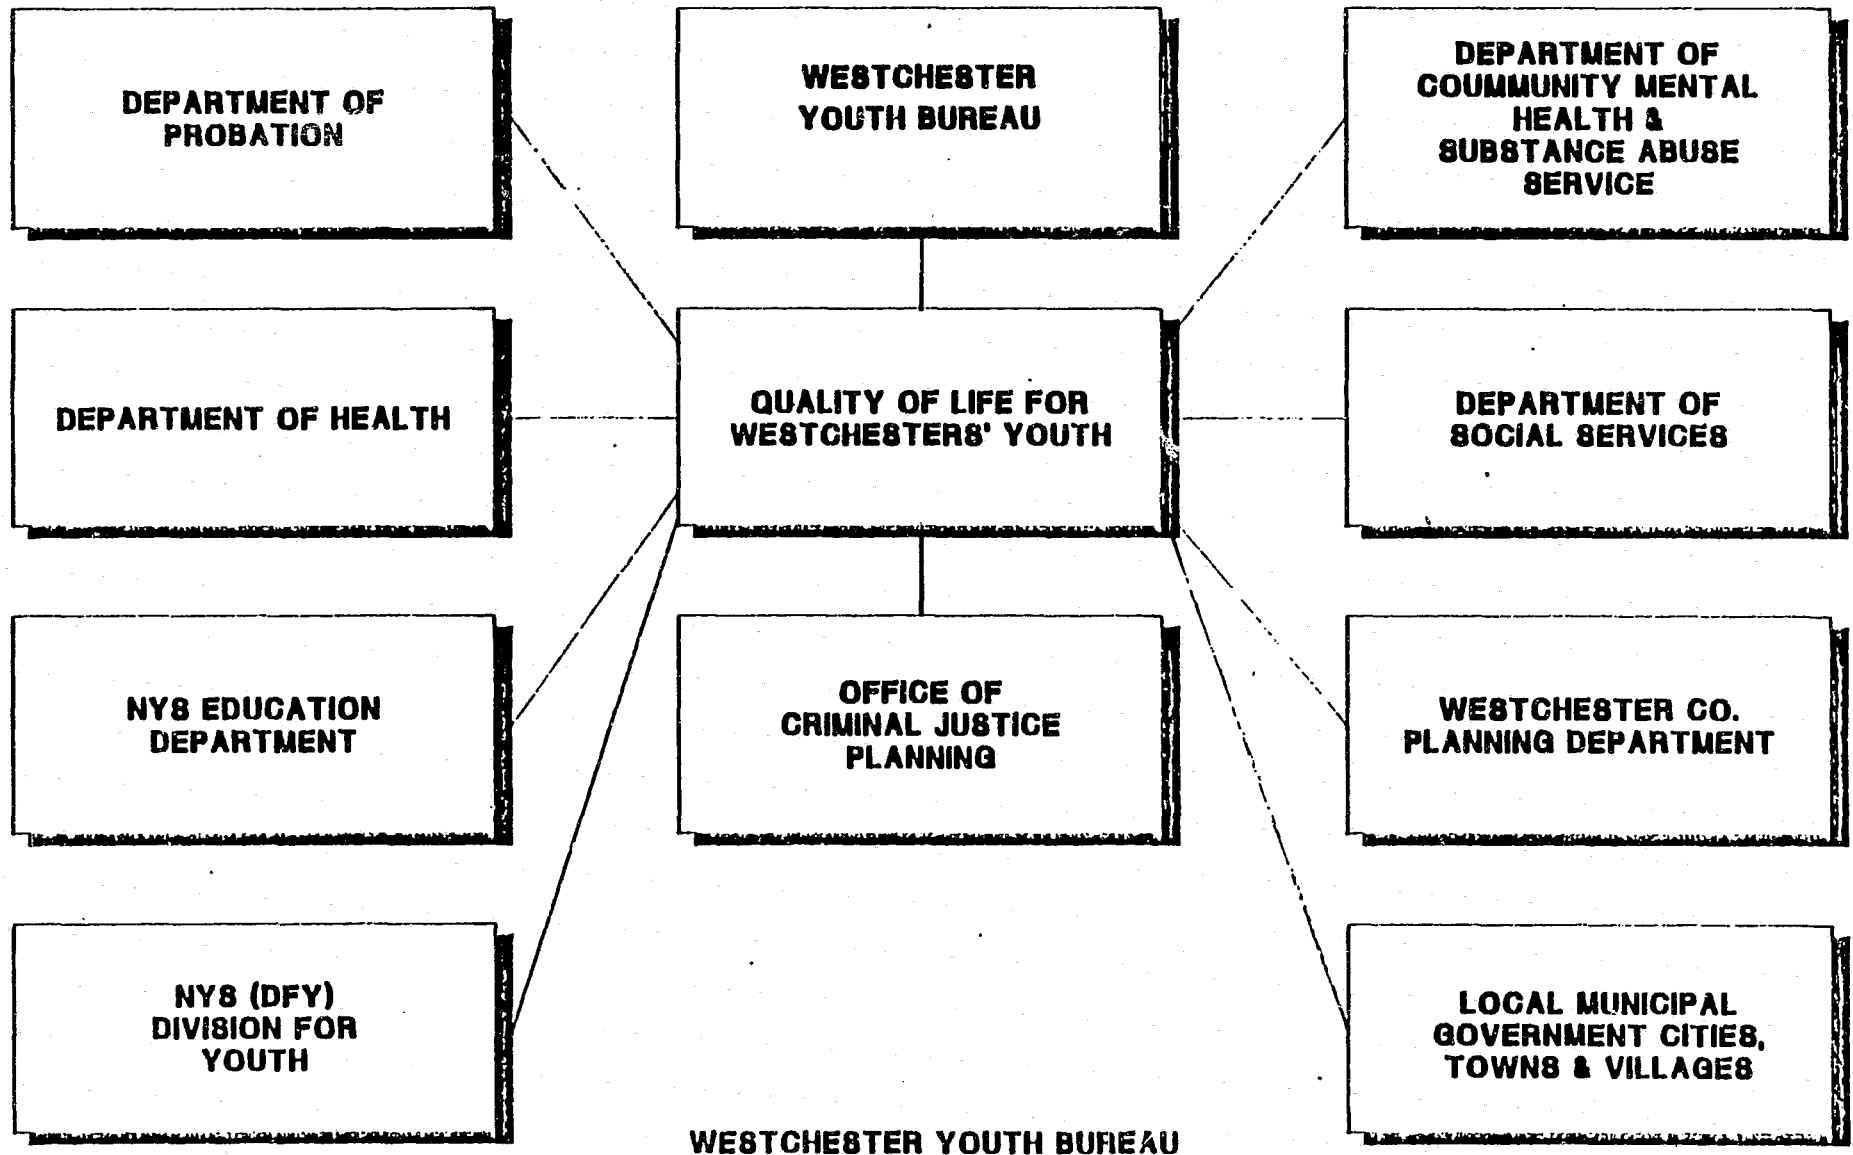 DEPARTMENT OF
PROBATION
WESTCHESTER
YOUTH BUREAU
DEPARTMENT OF
COUMMUNITY MENTAL
HEALTH &
SUBSTANCE ABUSE
SERVICE
DEPARTMENT OF HEALTH
QUALITY OF LIFE FOR
WESTCHESTERS' YOUTH
DEPARTMENT OF
SOCIAL SERVICES
NYS EDUCATION
DEPARTMENT
OFFICE OF
CRIMINAL JUSTICE
PLANNING
WESTCHESTER CO.
PLANNING DEPARTMENT
NYS (DFY)
DIVISION FOR
YOUTH
LOCAL MUNICIPAL
GOVERNMENT CITIES,
TOWNS & VILLAGES
WESTCHESTER YOUTH BUREAU